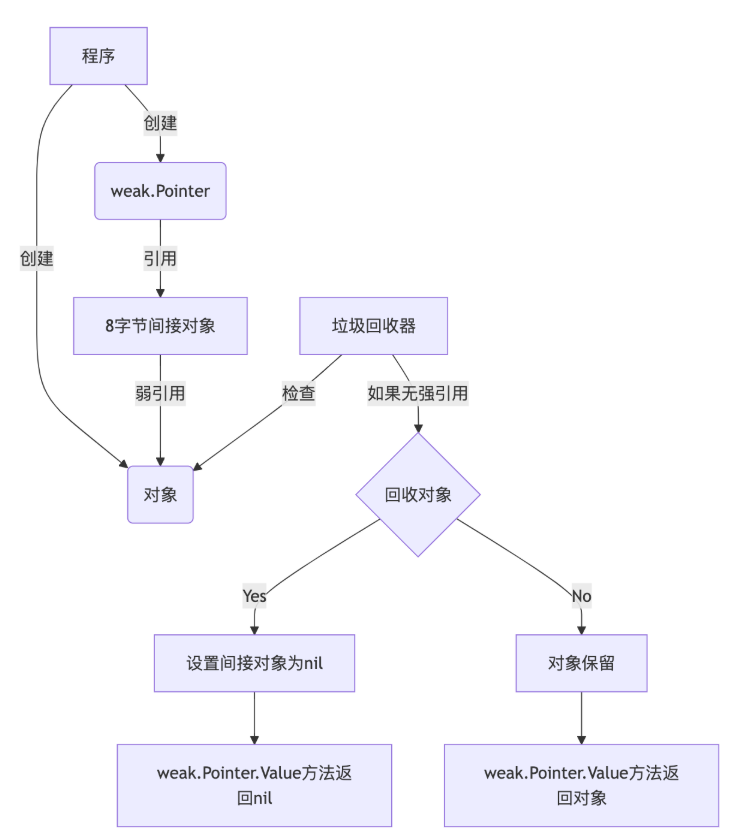 程序
创建
weak.Pointer
创建
引用
8字节间接对象
垃圾回收器
弱引用
检查
如果无强引用
对象
回收对象
Yes
No
设置间接对象为nil
对象保留
weak.Pointer.Value方法返
回nil
weak.Pointer.Value方法返
回对象